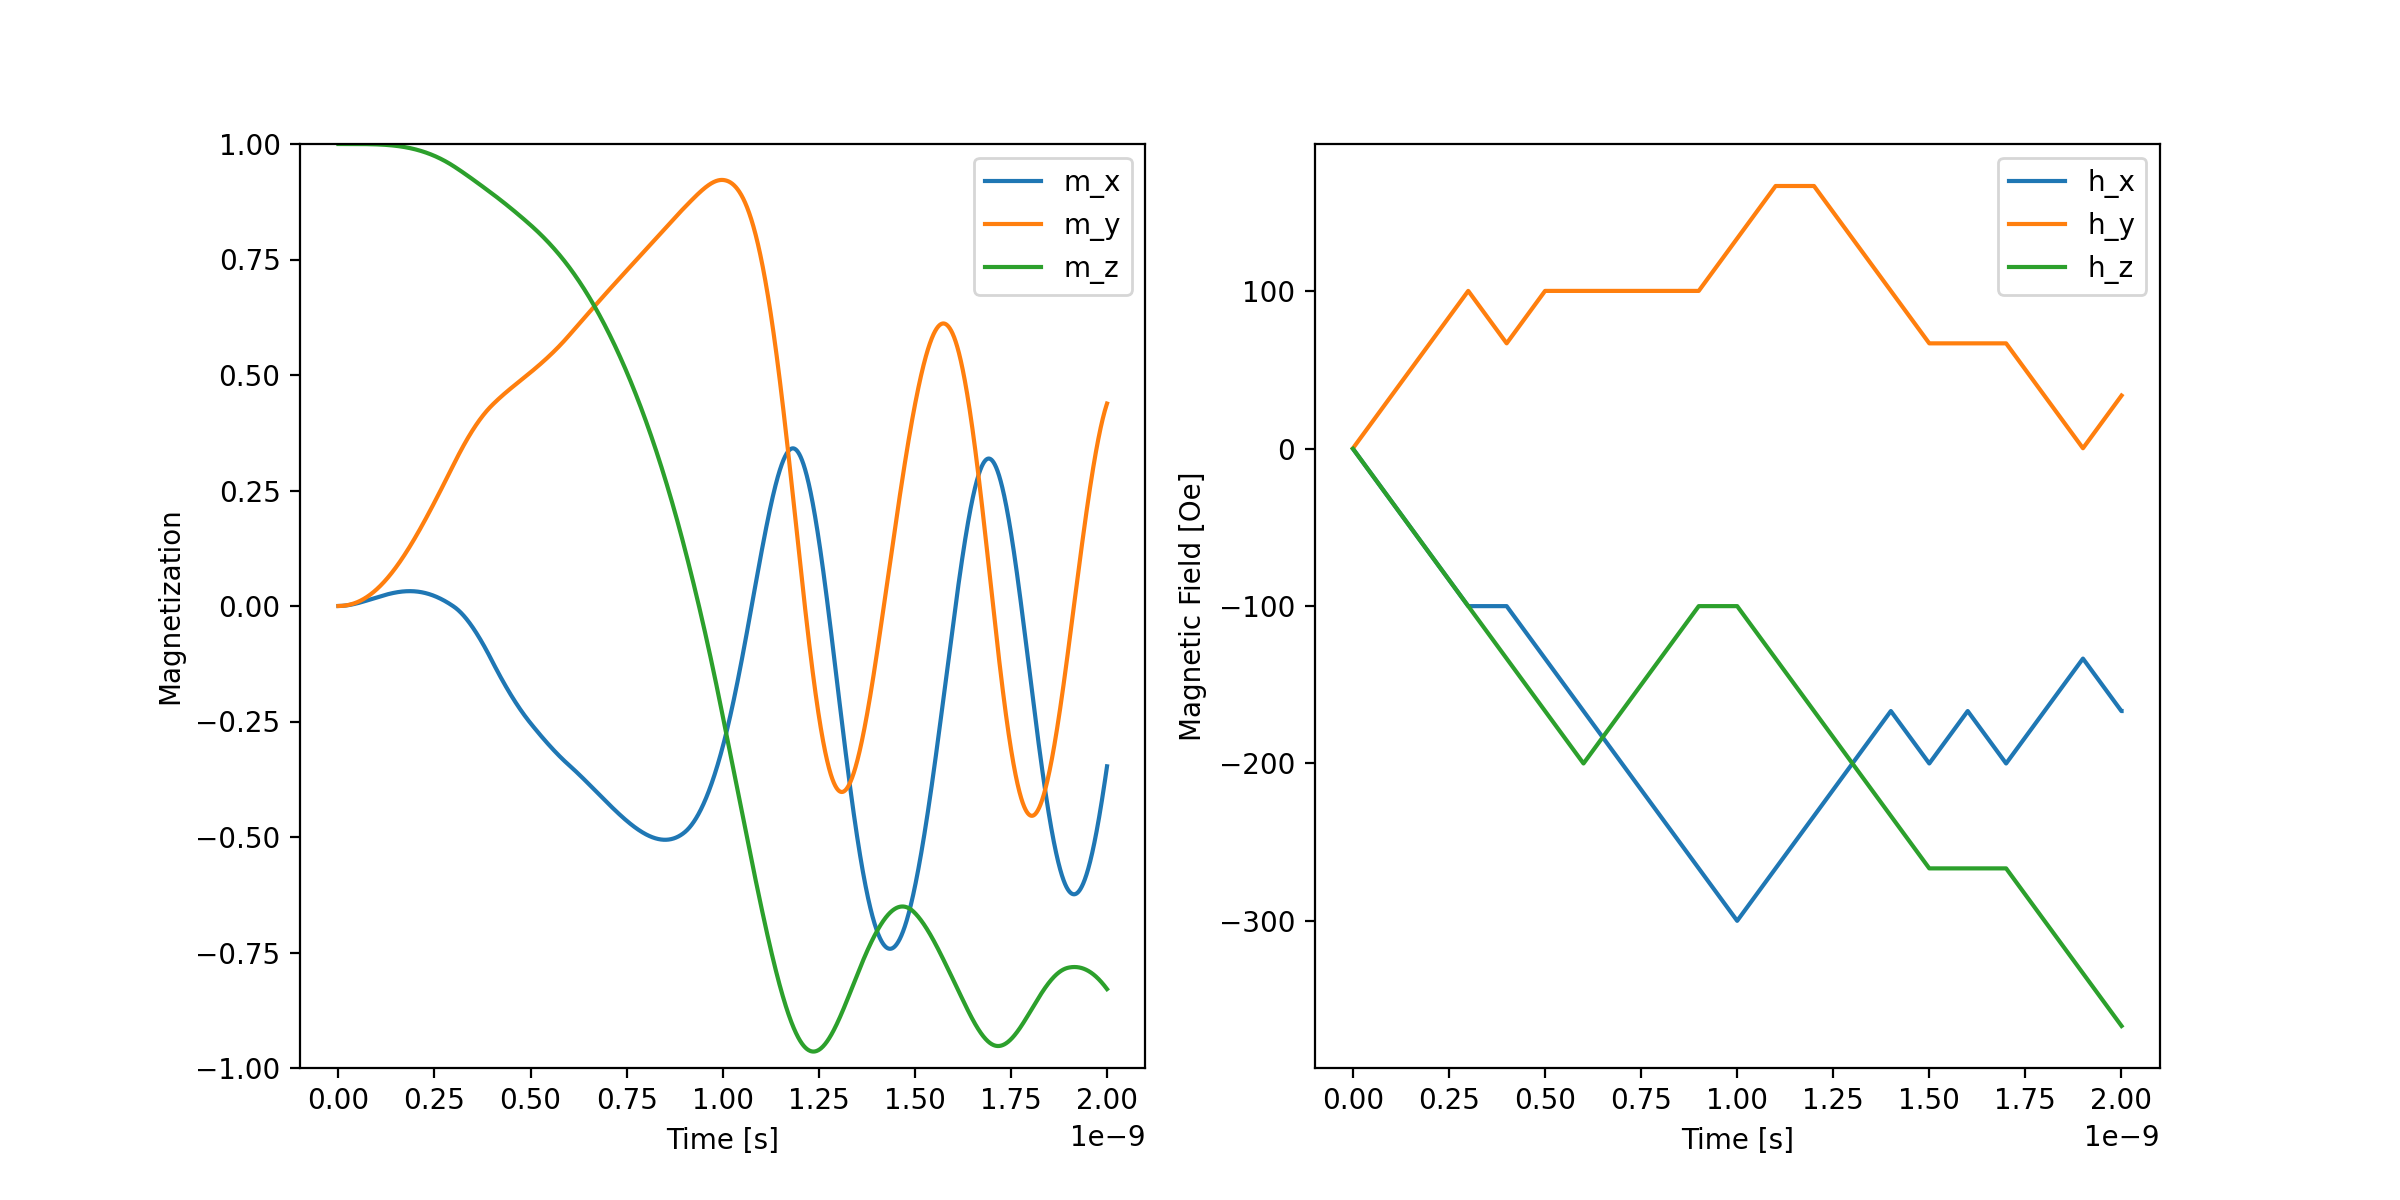 Magnetization
1.00
0.75
0.50
0.25
0.00
−0.25
−0.50
−0.75
−1.00
m_x
m_y
m_z
0.00 0.25 0.50 0.75 1.00 1.25 1.50 1.75 2.00
Time [s]
1e−9
Magnetic Field [Oe]
100
0
−100
−200
−300
h_x
h_y
h_z
0.00 0.25 0.50 0.75 1.00 1.25 1.50 1.75 2.00
Time [s]
1e−9